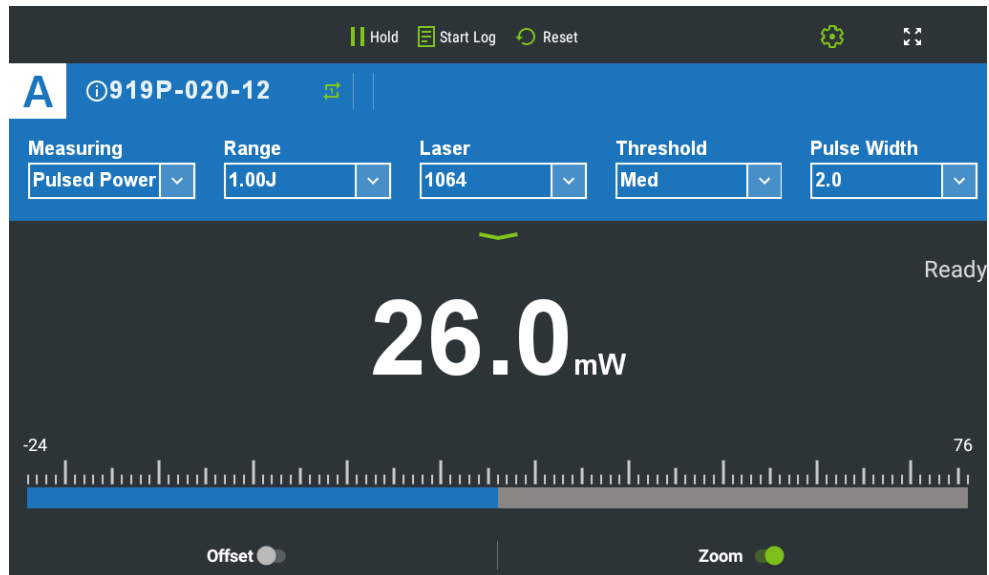 Hold Start Log Reset
A 919P-020-12
Measuring Range Laser Threshold Pulse Width
Pulsed Power 1.00J 1064 Med 2.0
Ready
26.0 mW
-24 76
Offset Zoom